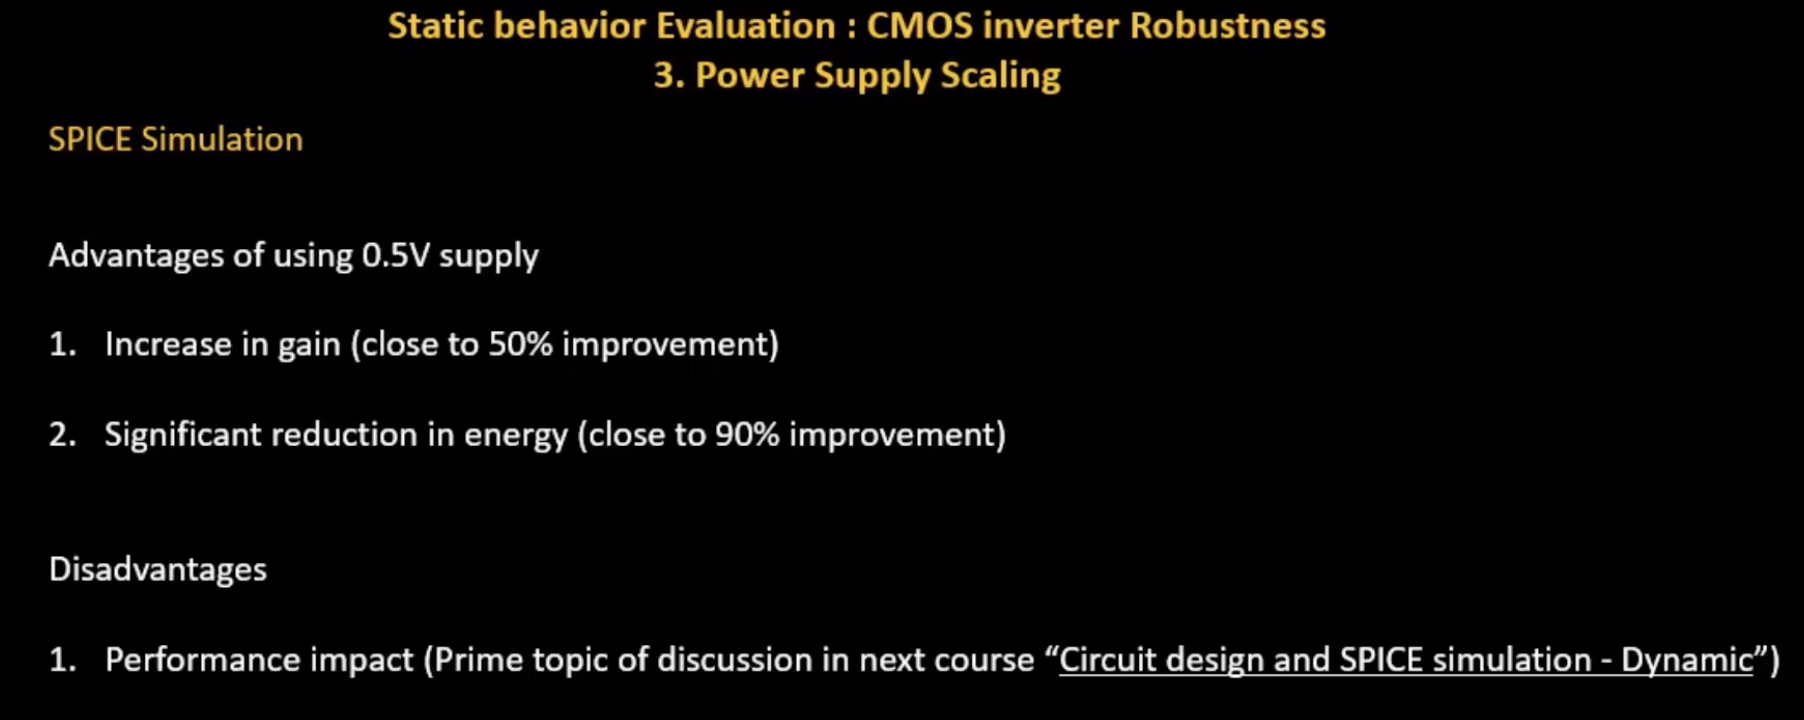 Static behavior Evaluation : CMOS inverter Robustness
3. Power Supply Scaling
SPICE Simulation
Advantages of using 0.5V supply
1. Increase in gain (close to 50% improvement)
2. Significant reduction in energy (close to 90% improvement)
Disadvantages
1. Performance impact (Prime topic of discussion in next course “Circuit design and SPICE simulation - Dynamic”)